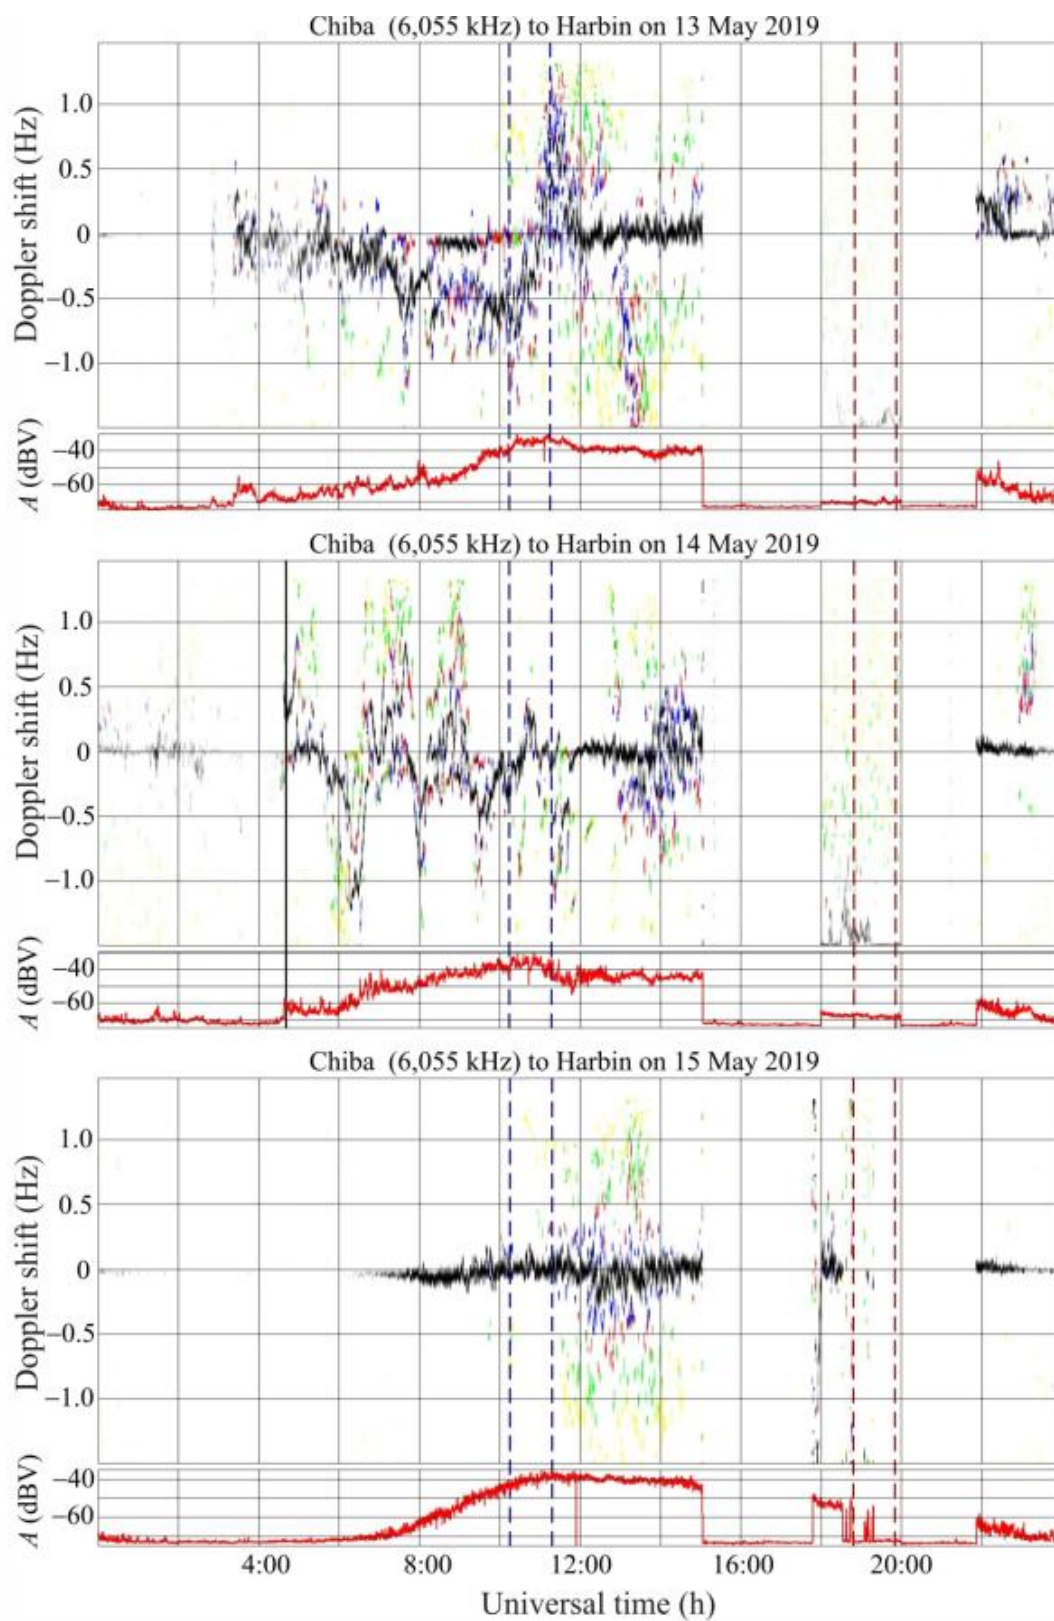 Chiba (6,055 kHz) to Harbin on 13 May 2019
Doppler shift (Hz)
1.0
0.5
0
−0.5
−1.0
A (dBV)
−40
−60
Chiba (6,055 kHz) to Harbin on 14 May 2019
Doppler shift (Hz)
1.0
0.5
0
−0.5
−1.0
A (dBV)
−40
−60
Chiba (6,055 kHz) to Harbin on 15 May 2019
Doppler shift (Hz)
1.0
0.5
0
−0.5
−1.0
A (dBV)
−40
−60
4:00 8:00 12:00 16:00 20:00
Universal time (h)